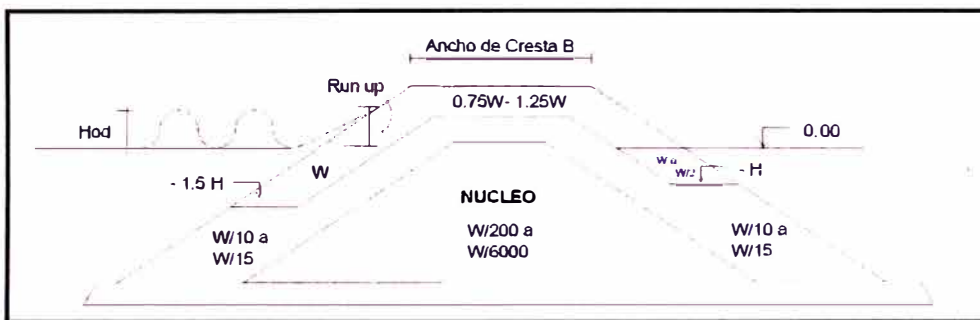 Ancho de Cresta B
Run up
0.75W- 1.25W
Hod
0.00
W
- 1.5 H
- H
NUCLEO
W/10 a
W/15
W/200 a
W/6000
W/10 a
W/15